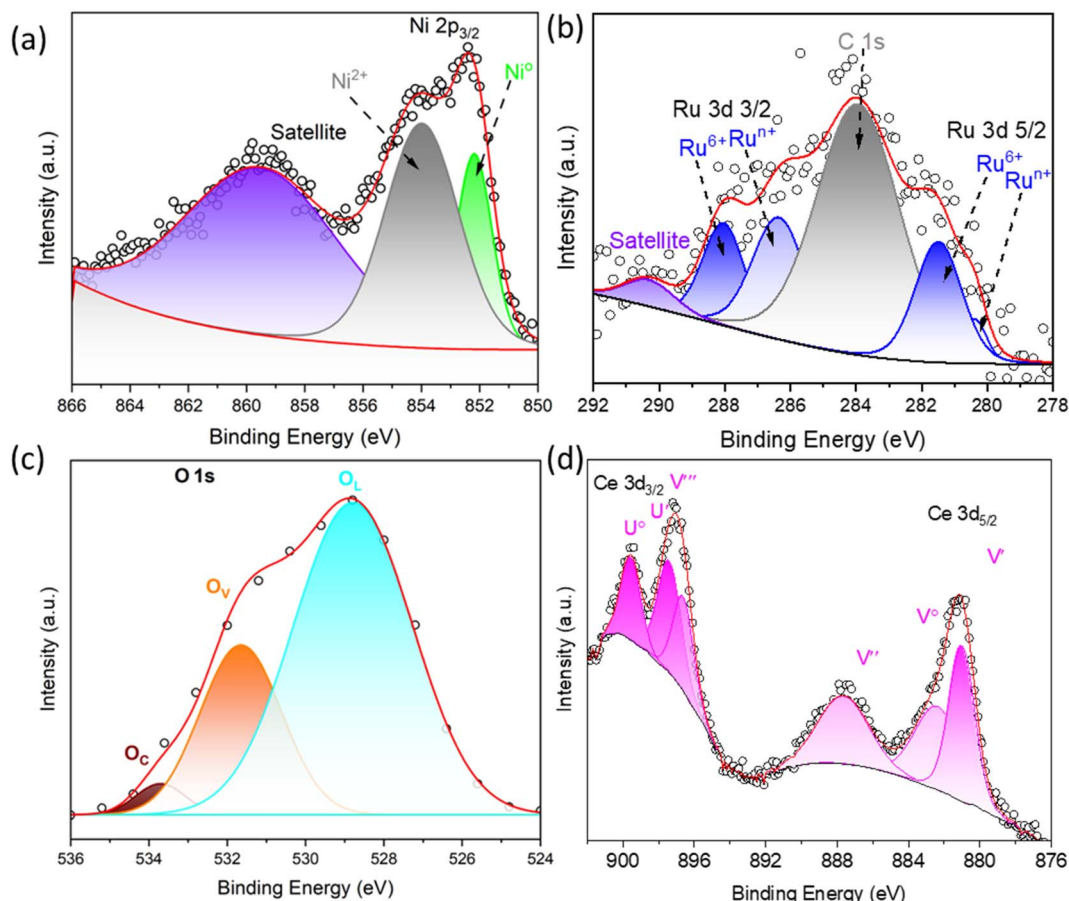 (a)
Ni 2p3/2
Ni2+
Ni⁰
Satellite
Intensity (a.u.)
866 864 862 860 858 856 854 852 850
Binding Energy (eV)
(b)
C 1s
Ru 3d 3/2
Ru6+ Run+
Ru 3d 5/2
Ru6+
Run+
Satellite
Intensity (a.u.)
292 290 288 286 284 282 280 278
Binding Energy (eV)
(c)
O 1s
OL
OV
OC
Intensity (a.u.)
536 534 532 530 528 526 524
Binding Energy (eV)
(d)
Ce 3d3/2
V′′′
U°
U′
Ce 3d5/2
V′
V°
V′′
Intensity (a.u.)
900 896 892 888 884 880 876
Binding Energy (eV)